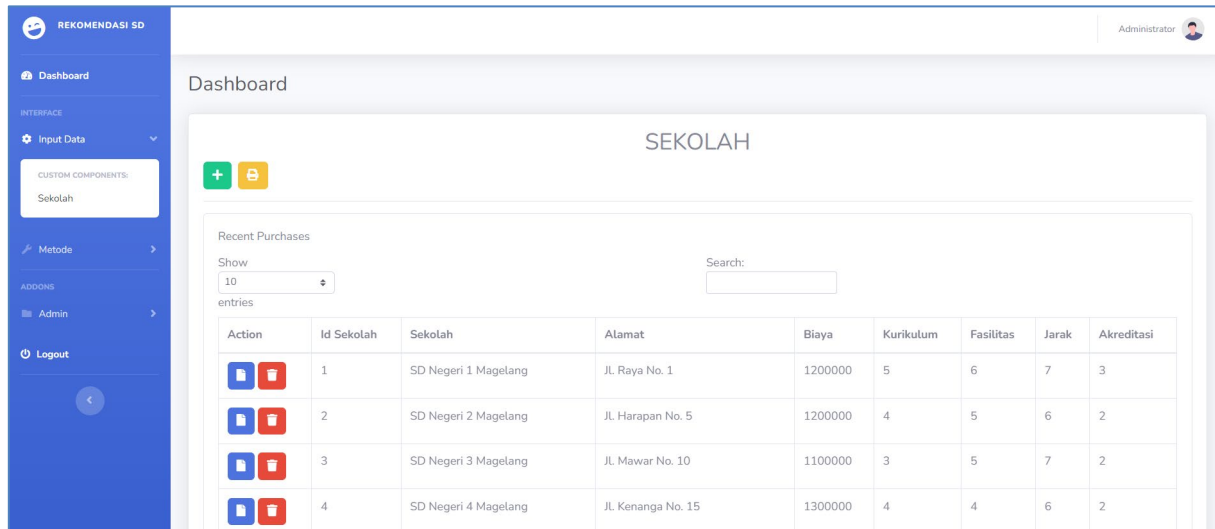 REKOMENDASI SD
Administrator
Dashboard
INTERFACE
Input Data
CUSTOM COMPONENTS:
Sekolah
Metode
ADDONS
Admin
Logout
Dashboard
SEKOLAH
Recent Purchases
Show
10
entries
Search:
Action Id Sekolah Sekolah Alamat Biaya Kurikulum Fasilitas Jarak Akreditasi
1 SD Negeri 1 Magelang Jl. Raya No. 1 1200000 5 6 7 3
2 SD Negeri 2 Magelang Jl. Harapan No. 5 1200000 4 5 6 2
3 SD Negeri 3 Magelang Jl. Mawar No. 10 1100000 3 5 7 2
4 SD Negeri 4 Magelang Jl. Kenanga No. 15 1300000 4 4 6 2